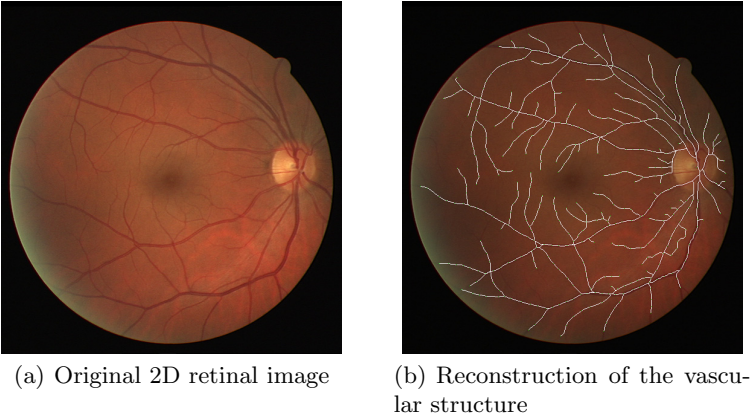 (a) Original 2D retinal image
(b) Reconstruction of the vascu-
lar structure